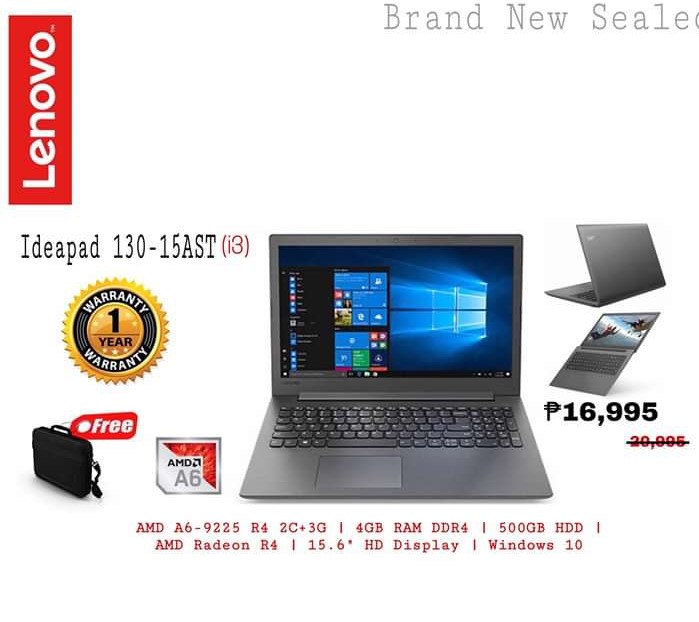 Brand New Sealed
Lenovo™
Ideapad 130-15AST (i3)
WARRANTY
1
YEAR
WARRANTY
Free
AMD
A6
₱16,995
20,995
AMD A6-9225 R4 2C+3G | 4GB RAM DDR4 | 500GB HDD |
AMD Radeon R4 | 15.6" HD Display | Windows 10